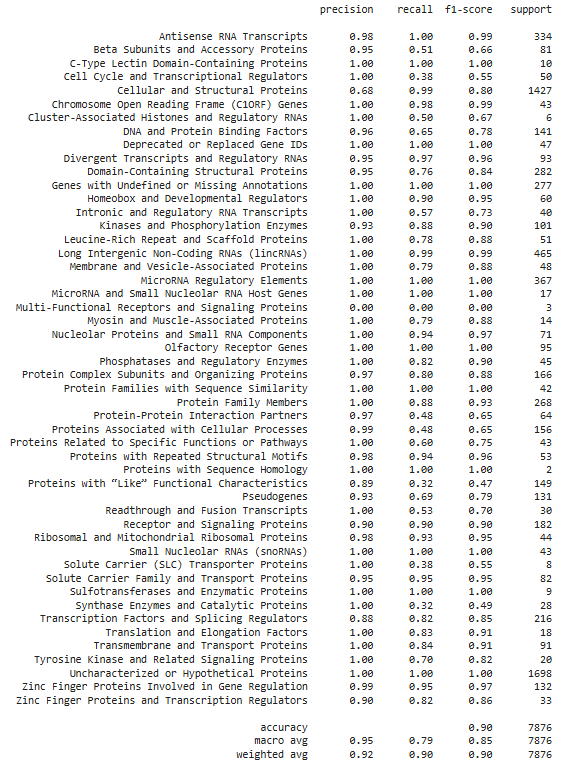 precision recall f1-score support
Antisense RNA Transcripts 0.98 1.00 0.99 334
Beta Subunits and Accessory Proteins 0.95 0.51 0.66 81
C-Type Lectin Domain-Containing Proteins 1.00 1.00 1.00 10
Cell Cycle and Transcriptional Regulators 1.00 0.38 0.55 50
Cellular and Structural Proteins 0.68 0.99 0.80 1427
Chromosome Open Reading Frame (C1ORF) Genes 1.00 0.98 0.99 43
Cluster-Associated Histones and Regulatory RNAs 1.00 0.50 0.67 6
DNA and Protein Binding Factors 0.96 0.65 0.78 141
Deprecated or Replaced Gene IDs 1.00 1.00 1.00 47
Divergent Transcripts and Regulatory RNAs 0.95 0.97 0.96 93
Domain-Containing Structural Proteins 0.95 0.76 0.84 282
Genes with Undefined or Missing Annotations 1.00 1.00 1.00 277
Homeobox and Developmental Regulators 1.00 0.90 0.95 60
Intronic and Regulatory RNA Transcripts 1.00 0.57 0.73 40
Kinases and Phosphorylation Enzymes 0.93 0.88 0.90 101
Leucine-Rich Repeat and Scaffold Proteins 1.00 0.78 0.88 51
Long Intergenic Non-Coding RNAs (lincRNAs) 1.00 0.99 0.99 465
Membrane and Vesicle-Associated Proteins 1.00 0.79 0.88 48
MicroRNA Regulatory Elements 1.00 1.00 1.00 367
MicroRNA and Small Nucleolar RNA Host Genes 1.00 1.00 1.00 17
Multi-Functional Receptors and Signaling Proteins 0.00 0.00 0.00 3
Myosin and Muscle-Associated Proteins 1.00 0.79 0.88 14
Nucleolar Proteins and Small RNA Components 1.00 0.94 0.97 71
Olfactory Receptor Genes 1.00 1.00 1.00 95
Phosphatases and Regulatory Enzymes 1.00 0.82 0.90 45
Protein Complex Subunits and Organizing Proteins 0.97 0.80 0.88 166
Protein Families with Sequence Similarity 1.00 1.00 1.00 42
Protein Family Members 1.00 0.88 0.93 268
Protein-Protein Interaction Partners 0.97 0.48 0.65 64
Proteins Associated with Cellular Processes 0.99 0.48 0.65 156
Proteins Related to Specific Functions or Pathways 1.00 0.60 0.75 43
Proteins with Repeated Structural Motifs 0.98 0.94 0.96 53
Proteins with Sequence Homology 1.00 1.00 1.00 2
Proteins with “Like” Functional Characteristics 0.89 0.32 0.47 149
Pseudogenes 0.93 0.69 0.79 131
Readthrough and Fusion Transcripts 1.00 0.53 0.70 30
Receptor and Signaling Proteins 0.90 0.90 0.90 182
Ribosomal and Mitochondrial Ribosomal Proteins 0.98 0.93 0.95 44
Small Nucleolar RNAs (snoRNAs) 1.00 1.00 1.00 43
Solute Carrier (SLC) Transporter Proteins 1.00 0.38 0.55 8
Solute Carrier Family and Transport Proteins 0.95 0.95 0.95 82
Sulfotransferases and Enzymatic Proteins 1.00 1.00 1.00 9
Synthase Enzymes and Catalytic Proteins 1.00 0.32 0.49 28
Transcription Factors and Splicing Regulators 0.88 0.82 0.85 216
Translation and Elongation Factors 1.00 0.83 0.91 18
Transmembrane and Transport Proteins 1.00 0.84 0.91 91
Tyrosine Kinase and Related Signaling Proteins 1.00 0.70 0.82 20
Uncharacterized or Hypothetical Proteins 1.00 1.00 1.00 1698
Zinc Finger Proteins Involved in Gene Regulation 0.99 0.95 0.97 132
Zinc Finger Proteins and Transcription Regulators 0.90 0.82 0.86 33
accuracy 0.90 7876
macro avg 0.95 0.79 0.85 7876
weighted avg 0.92 0.90 0.90 7876